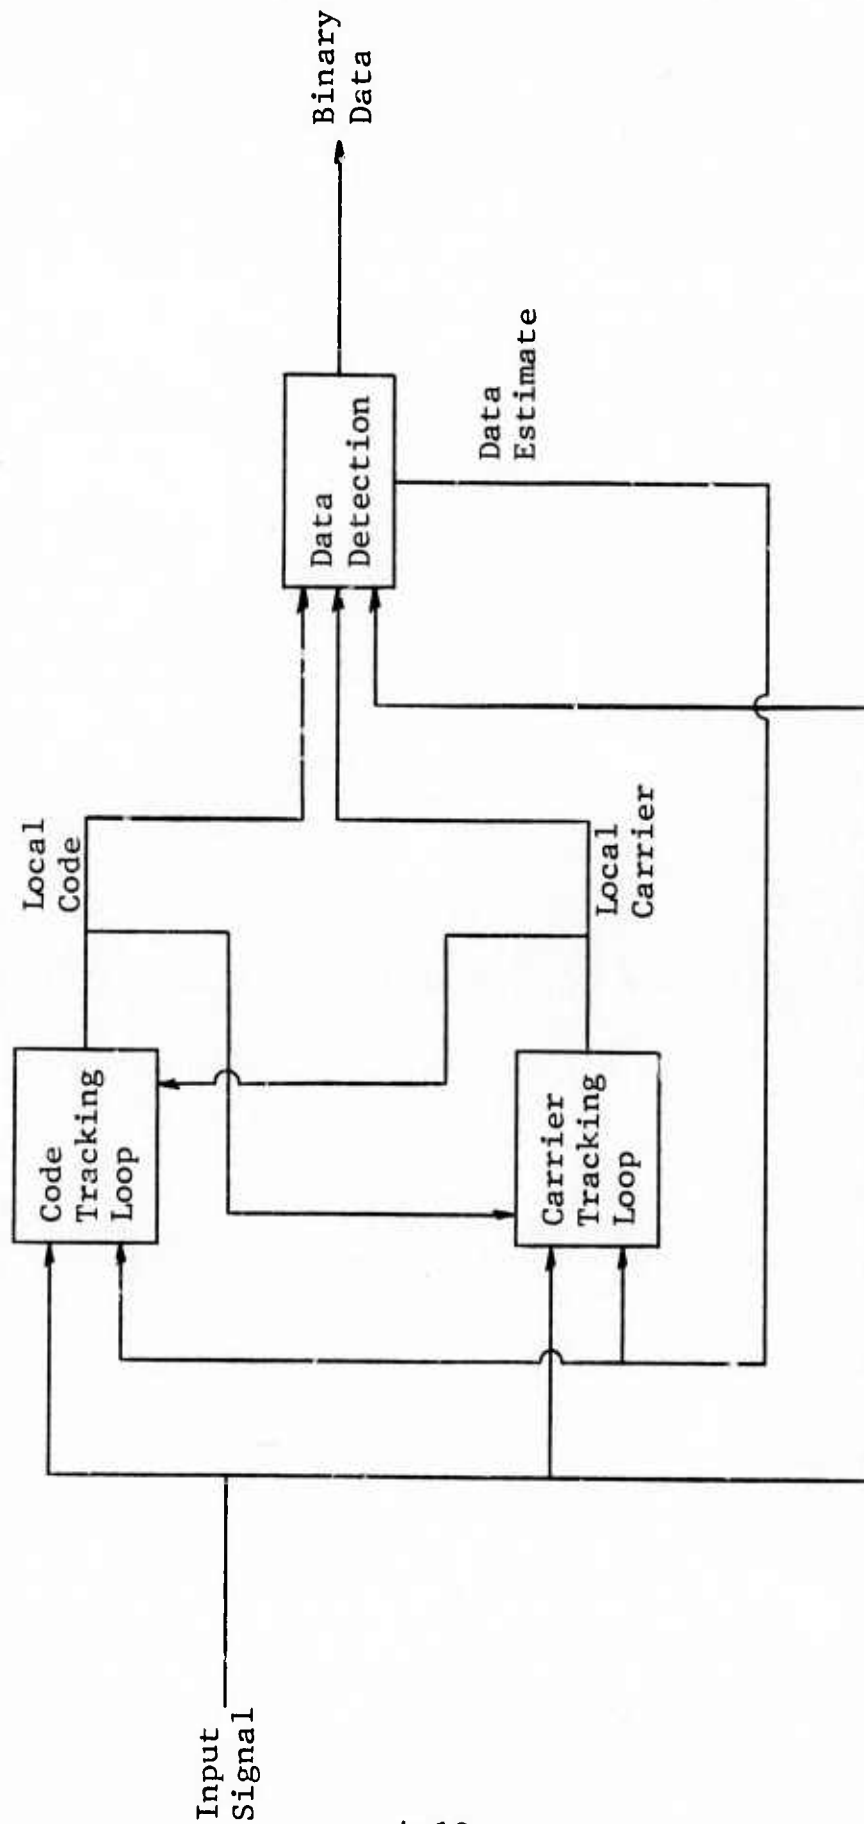 Input
Signal
Code
Tracking
Loop
Local
Code
Carrier
Tracking
Loop
Local
Carrier
Data
Detection
Data
Estimate
Binary
Data